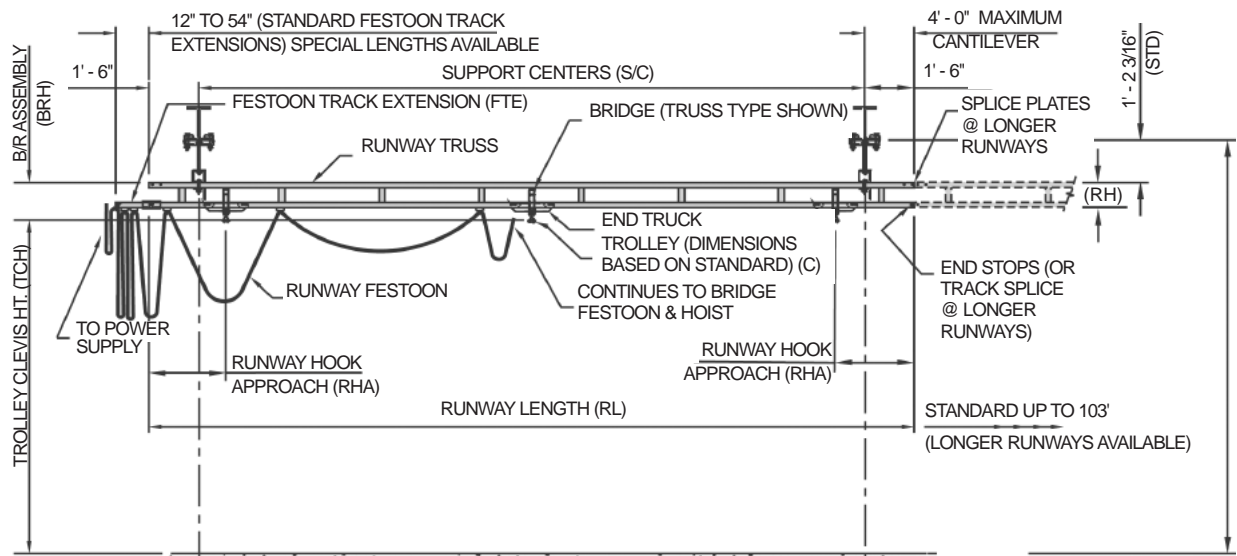 12" TO 54" (STANDARD FESTOON TRACK
EXTENSIONS) SPECIAL LENGTHS AVAILABLE
4' - 0" MAXIMUM
CANTILEVER
1' - 2 3/16"
(STD)
B/R ASSEMBLY
(BRH)
1' - 6"
SUPPORT CENTERS (S/C)
1' - 6"
FESTOON TRACK EXTENSION (FTE)
BRIDGE (TRUSS TYPE SHOWN)
SPLICE PLATES
@ LONGER
RUNWAYS
RUNWAY TRUSS
(RH)
END TRUCK
TROLLEY (DIMENSIONS
BASED ON STANDARD) (C)
RUNWAY FESTOON
CONTINUES TO BRIDGE
FESTOON & HOIST
END STOPS (OR
TRACK SPLICE
@ LONGER
RUNWAYS)
TROLLEY CLEVIS HT. (TCH)
TO POWER
SUPPLY
RUNWAY HOOK
APPROACH (RHA)
RUNWAY HOOK
APPROACH (RHA)
RUNWAY LENGTH (RL)
STANDARD UP TO 103'
(LONGER RUNWAYS AVAILABLE)